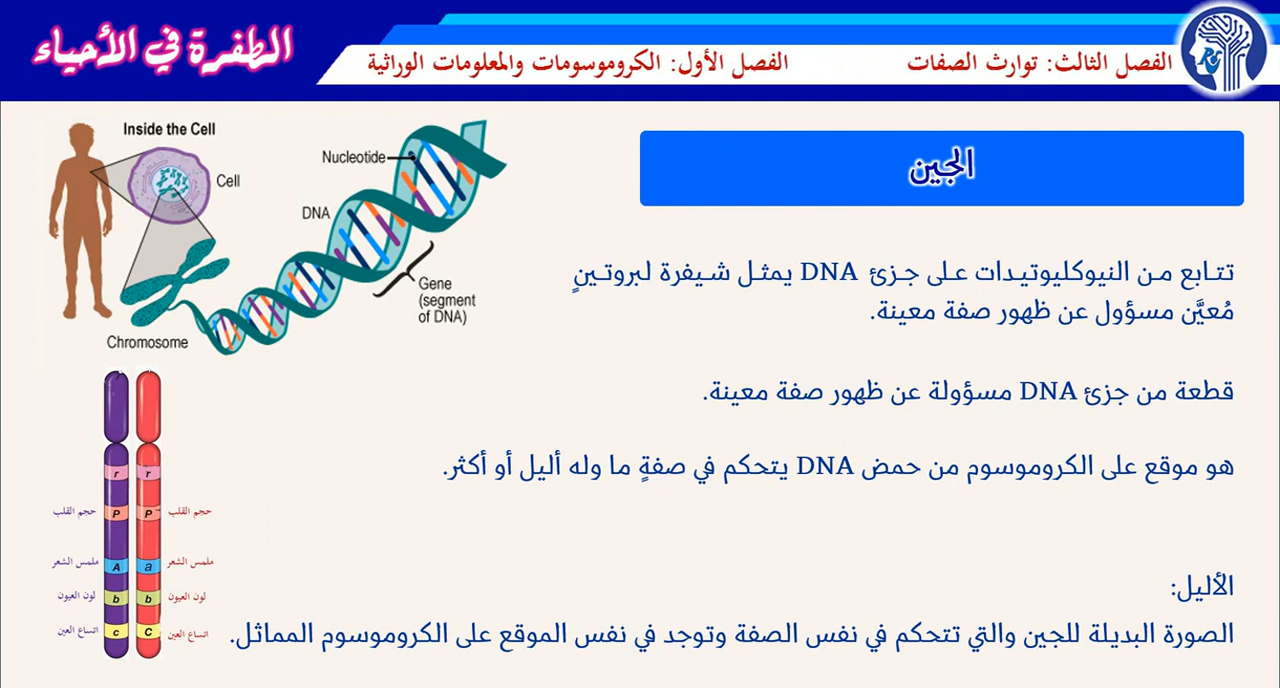 الطفرة في الأحياء
الفصل الثالث: توارث الصفات
الفصل الأول: الكروموسومات والمعلومات الوراثية
الجين
تتابع من النيوكليوتيدات على جزئ DNA يمثل شيفرة لبروتينٍ
مُعيَّن مسؤول عن ظهور صفة معينة.
قطعة من جزئ DNA مسؤولة عن ظهور صفة معينة.
هو موقع على الكروموسوم من حمض DNA يتحكم في صفةٍ ما وله أليل أو أكثر.
الأليل:
الصورة البديلة للجين والتي تتحكم في نفس الصفة وتوجد في نفس الموقع على الكروموسوم المماثل.
Inside the Cell
Cell
Nucleotide
DNA
Gene
(segment
of DNA)
Chromosome
r r
حجم القلب P P حجم القلب
ملمس الشعر A a ملمس الشعر
لون العيون b b لون العيون
اتساع العين c C اتساع العين